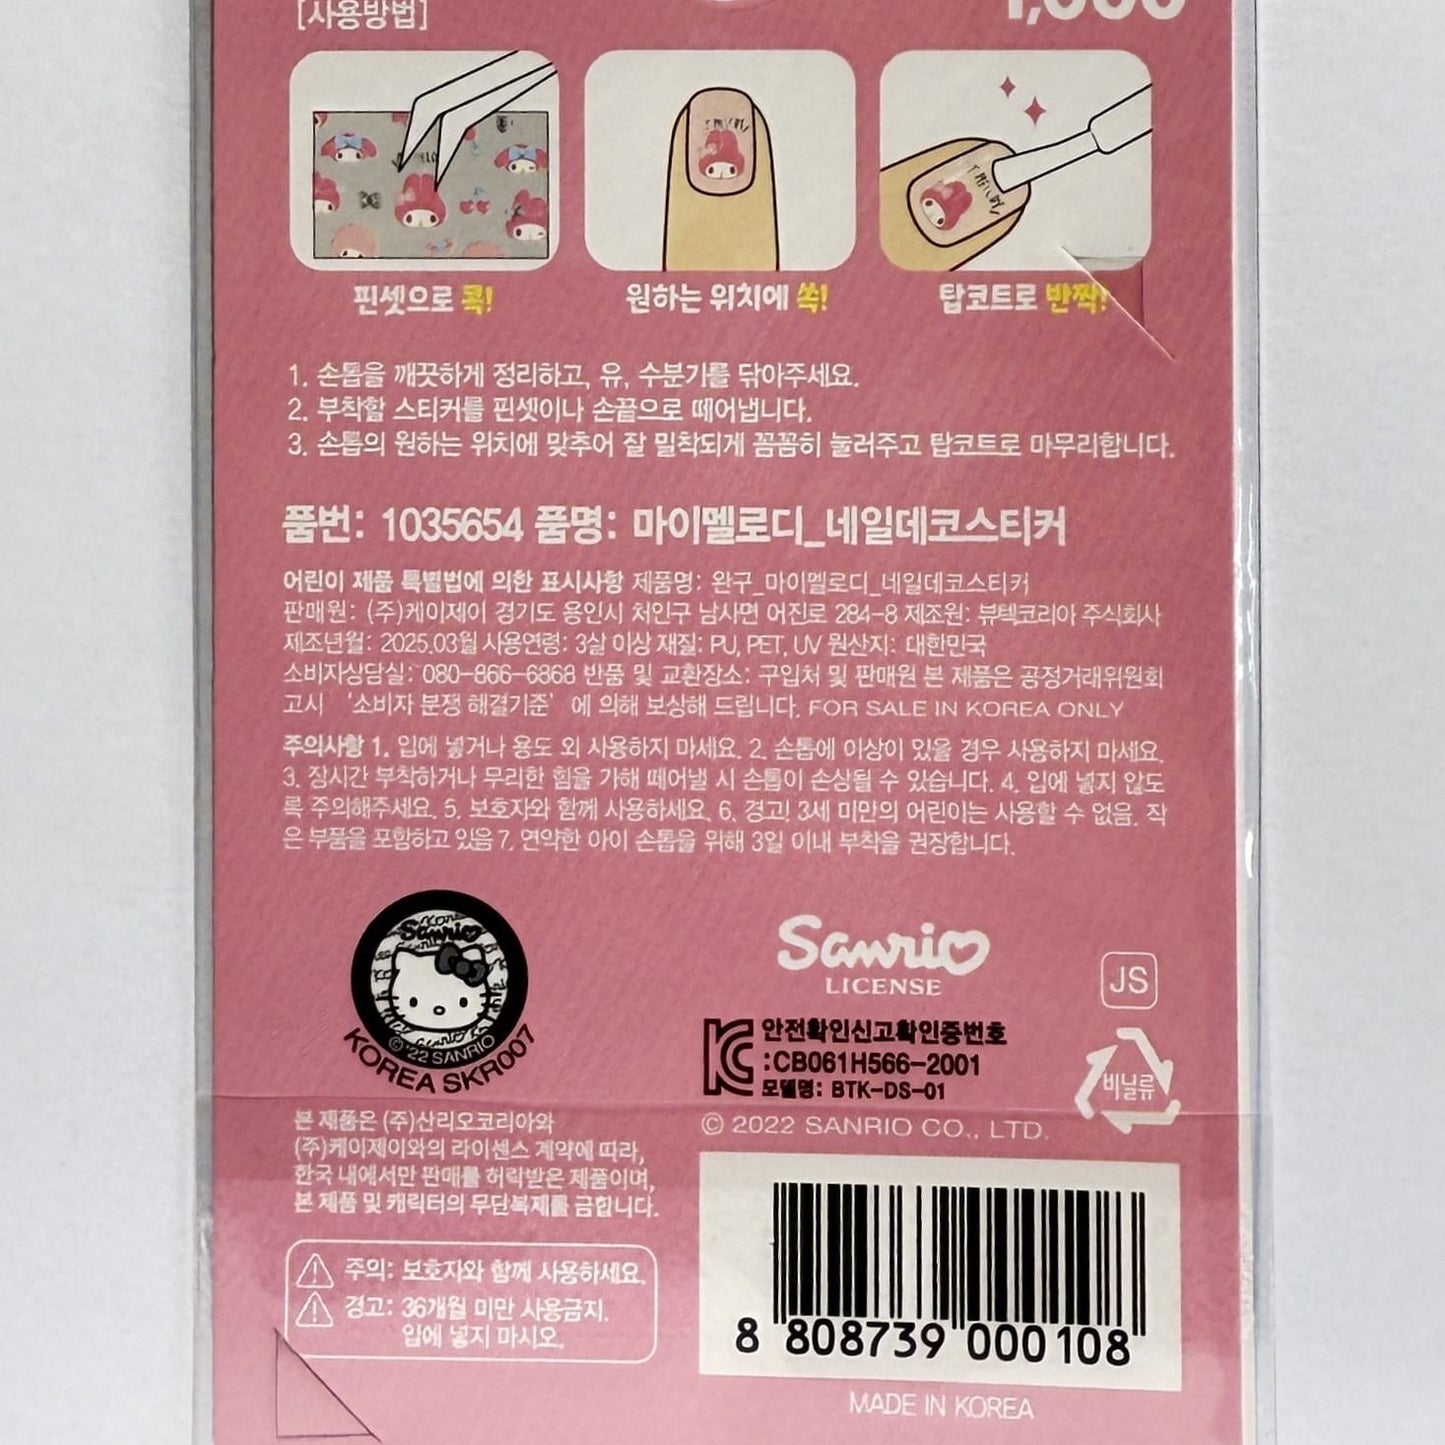 [사용방법]
1,000
핀셋으로 콕!
원하는 위치에 쏙!
탑코트로 반짝!
1. 손톱을 깨끗하게 정리하고, 유, 수분기를 닦아주세요.
2. 부착할 스티커를 핀셋이나 손끝으로 떼어냅니다.
3. 손톱의 원하는 위치에 맞추어 잘 밀착되게 꼼꼼히 눌러주고 탑코트로 마무리합니다.
품번: 1035654 품명: 마이멜로디_네일데코스티커
어린이 제품 특별법에 의한 표시사항 제품명: 완구_마이멜로디_네일데코스티커
판매원: (주)케이제이 경기도 용인시 처인구 남사면 어진로 284-8 제조원: 뷰텍코리아 주식회사
제조년월: 2025.03월 사용연령: 3살 이상 재질: PU, PET, UV 원산지: 대한민국
소비자상담실: 080-866-6868 반품 및 교환장소: 구입처 및 판매원 본 제품은 공정거래위원회
고시 '소비자 분쟁 해결기준'에 의해 보상해 드립니다. FOR SALE IN KOREA ONLY
주의사항 1. 입에 넣거나 용도 외 사용하지 마세요. 2. 손톱에 이상이 있을 경우 사용하지 마세요.
3. 장시간 부착하거나 무리한 힘을 가해 떼어낼 시 손톱이 손상될 수 있습니다. 4. 입에 넣지 않도
록 주의해주세요. 5. 보호자와 함께 사용하세요. 6. 경고! 3세 미만의 어린이는 사용할 수 없음. 작
은 부품을 포함하고 있음 7. 연약한 아이 손톱을 위해 3일 이내 부착을 권장합니다.
Sanrio
© '22 SANRIO
KOREA SKR007
Sanrio
LICENSE
JS
안전확인신고확인증번호
:CB061H566-2001
모델명: BTK-DS-01
비닐류
© 2022 SANRIO CO., LTD.
본 제품은 (주)산리오코리아와
(주)케이제이와의 라이센스 계약에 따라,
한국 내에서만 판매를 허락받은 제품이며,
본 제품 및 캐릭터의 무단복제를 금합니다.
주의: 보호자와 함께 사용하세요.
경고: 36개월 미만 사용금지.
입에 넣지 마시오.
8 808739 000108
MADE IN KOREA